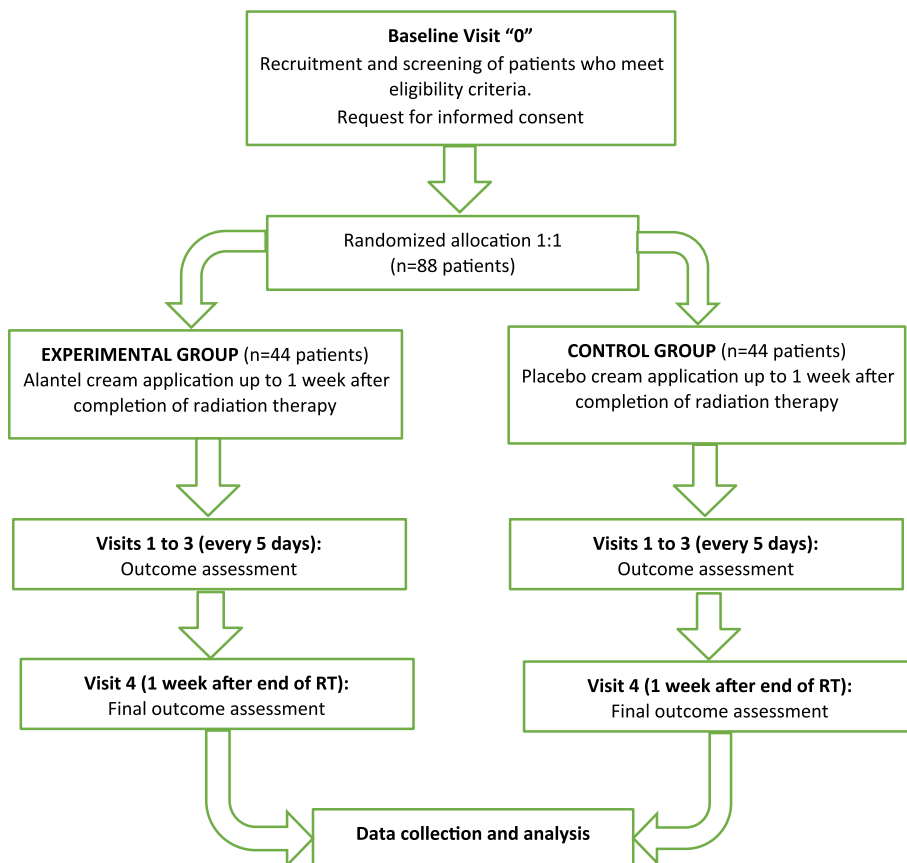 Baseline Visit “0”
Recruitment and screening of patients who meet
eligibility criteria.
Request for informed consent
Randomized allocation 1:1
(n=88 patients)
EXPERIMENTAL GROUP (n=44 patients)
Alantel cream application up to 1 week after
completion of radiation therapy
CONTROL GROUP (n=44 patients)
Placebo cream application up to 1 week after
completion of radiation therapy
Visits 1 to 3 (every 5 days):
Outcome assessment
Visits 1 to 3 (every 5 days):
Outcome assessment
Visit 4 (1 week after end of RT):
Final outcome assessment
Visit 4 (1 week after end of RT):
Final outcome assessment
Data collection and analysis